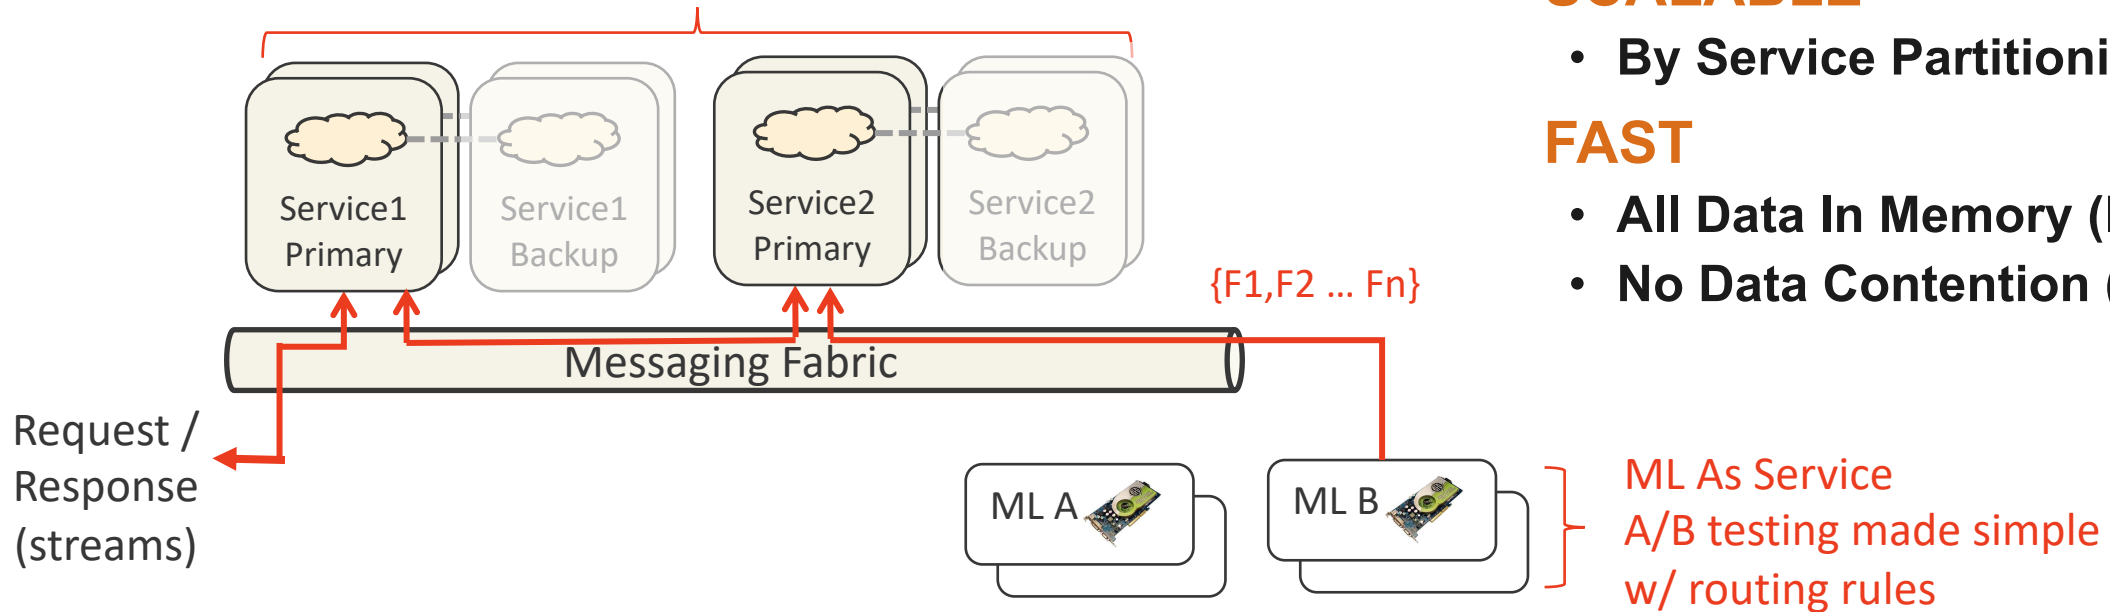 Service1
Primary
Service1
Backup
Service2
Primary
Service2
Backup
{F1,F2 ... Fn}
Messaging Fabric
Request /
Response
(streams)
ML A
ML B
ML As Service
A/B testing made simple
w/ routing rules
SCALABLE
• By Service
FAST
• All Data In Memory (
• No Data Contention (